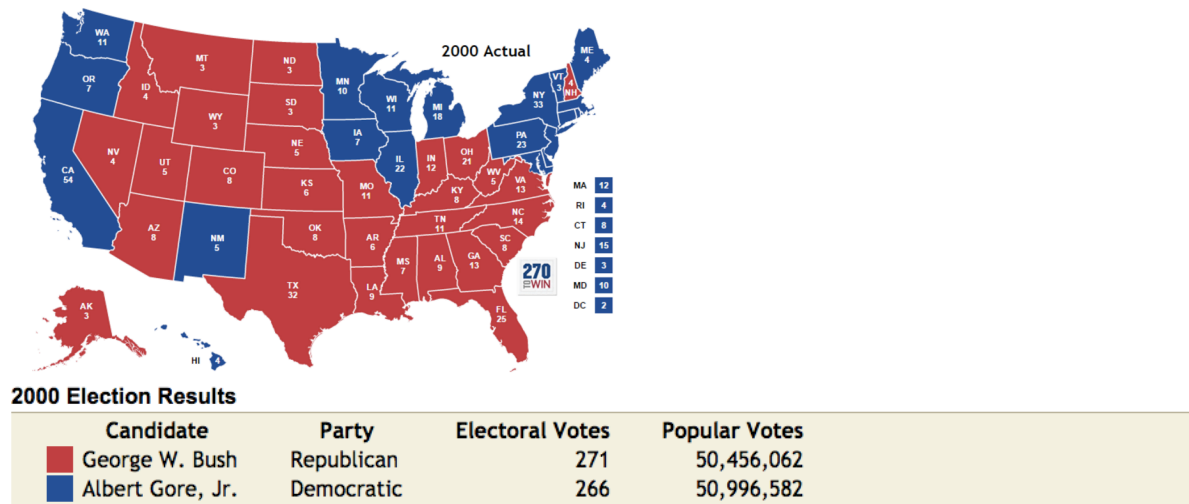 2000 Actual
WA
11
OR
7
CA
54
NV
4
ID
4
MT
3
WY
3
UT
5
AZ
8
CO
8
NM
5
ND
3
SD
3
NE
5
KS
6
OK
8
TX
32
MN
10
IA
7
MO
11
AR
6
LA
9
WI
11
IL
22
MI
18
IN
12
OH
21
KY
8
TN
11
MS
7
AL
9
GA
13
FL
25
SC
8
NC
14
VA
13
WV
5
PA
23
NY
33
VT
3
4
NH
ME
4
AK
3
HI 4
MA 12
RI 4
CT 8
NJ 15
DE 3
MD 10
DC 2
270
TO WIN
2000 Election Results
Candidate Party Electoral Votes Popular Votes
George W. Bush Republican 271 50,456,062
Albert Gore, Jr. Democratic 266 50,996,582